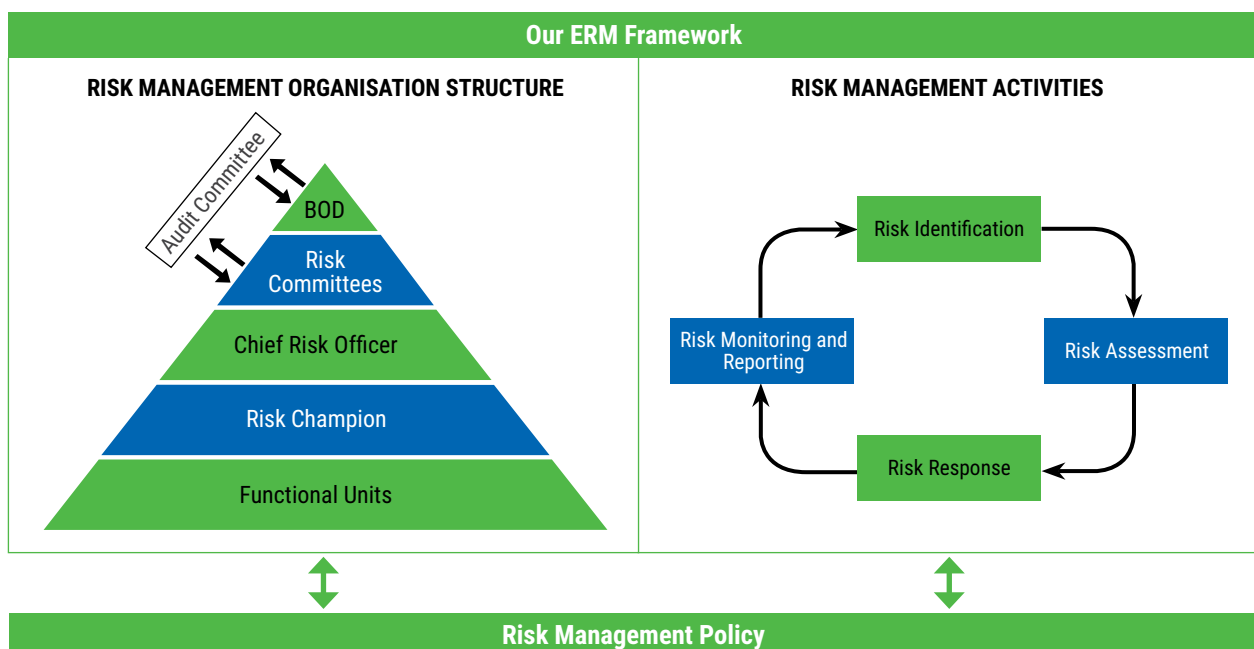 Our ERM Framework
RISK MANAGEMENT ORGANISATION STRUCTURE
Audit Committee
BOD
Risk
Committees
Chief Risk Officer
Risk Champion
Functional Units
RISK MANAGEMENT ACTIVITIES
Risk Identification
Risk Assessment
Risk Response
Risk Monitoring and
Reporting
Risk Management Policy